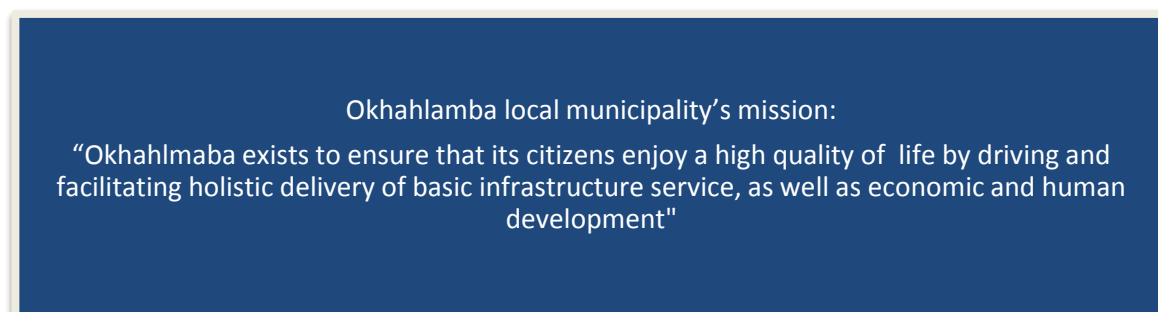 Okhahlamba local municipality’s mission:
“Okhahlmaba exists to ensure that its citizens enjoy a high quality of  life by driving and
facilitating holistic delivery of basic infrastructure service, as well as economic and human
development"